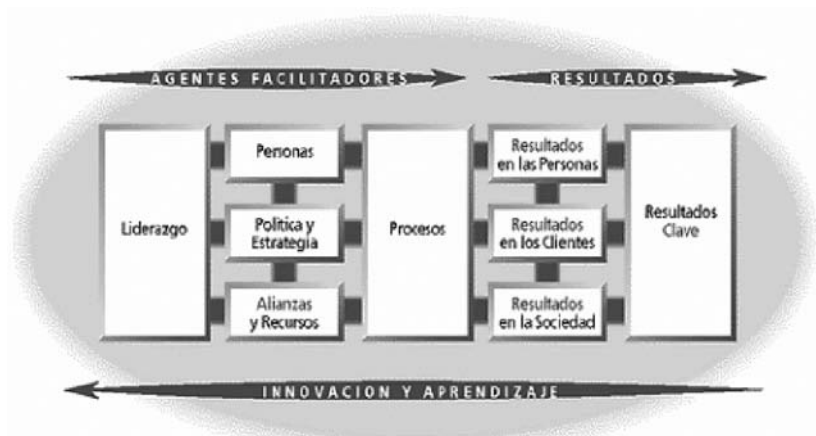 AGENTES FACILITADORES
RESULTADOS
Personas
Resultados
en las Personas
Liderazgo
Política y
Estrategia
Procesos
Resultados
en los Clientes
Resultados
Clave
Alianzas
y Recursos
Resultados
en la Sociedad
INNOVACION Y APRENDIZAJE